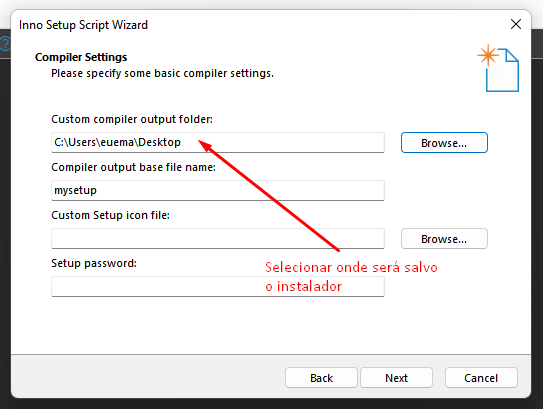 Inno Setup Script Wizard
Compiler Settings
Please specify some basic compiler settings.
Custom compiler output folder:
C:\Users\euema\Desktop
Browse...
Compiler output base file name:
mysetup
Custom Setup icon file:
Browse...
Setup password:
Selecionar onde será salvo
o instalador
Back
Next
Cancel